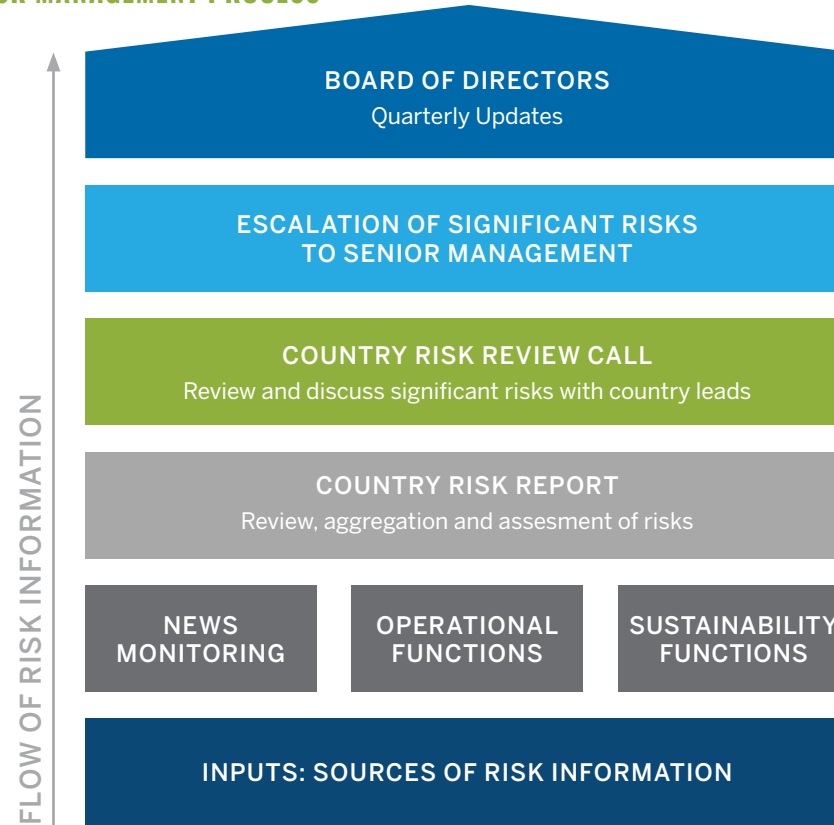 MANAGEMENT PROCESS
BOARD OF DIRECTORS
Quarterly Updates
ESCALATION OF SIGNIFICANT RISKS
TO SENIOR MANAGEMENT
COUNTRY RISK REVIEW CALL
Review and discuss significant risks with country leads
COUNTRY RISK REPORT
Review, aggregation and assesment of risks
NEWS
MONITORING
OPERATIONAL
FUNCTIONS
SUSTAINABILITY
FUNCTIONS
INPUTS: SOURCES OF RISK INFORMATION
FLOW OF RISK INFORMATION